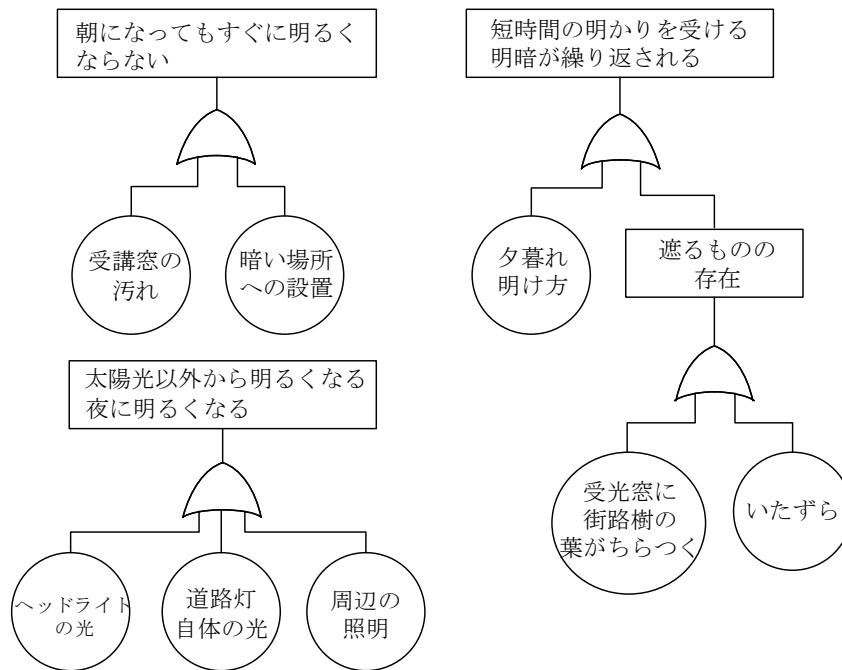 朝になってもすぐに明るく
ならない
受講窓の
汚れ
暗い場所
への設置
太陽光以外から明るくなる
夜に明るくなる
ヘッドライト
の光
道路灯
自体の光
周辺の
照明
短時間の明かりを受ける
明暗が繰り返される
夕暮れ
明け方
遮るものの
存在
受光窓に
街路樹の
葉がちらつく
いたずら